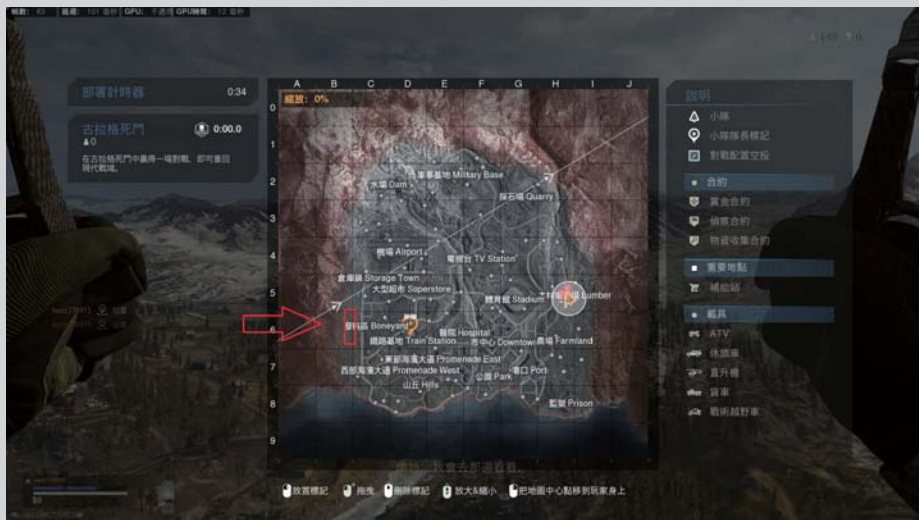 部署計時器 0:34
古拉格死鬥 0:00.0
0
在古拉格死鬥中贏得一場對戰，即可重回
現代戰域。
A B C D E F G H I J
0
縮放：0%
1
2
3
4
5
6
7
8
9
軍事基地 Military Base
水壩 Dam
採石場 Quarry
機場 Airport
電視台 TV Station
倉庫鎮 Storage Town
大型超市 Superstore
Lumber
體育館 Stadium
Boneyard
醫院 Hospital
鐵路基地 Train Station
市中心 Downtown
農場 Farmland
東部海濱大道 Promenade East
西部海濱大道 Promenade West
港口 Port
公園 Park
山丘 Hills
監獄 Prison
說明
小隊
小隊隊長標記
對戰配置空投
合約
賞金合約
偵察合約
物資收集合約
重要地點
補給站
載具
ATV
休旅車
直升機
貨車
戰術越野車
我會去那邊看看。
放置標記 拖曳 刪除標記 放大&縮小 把地圖中心點移到玩家身上